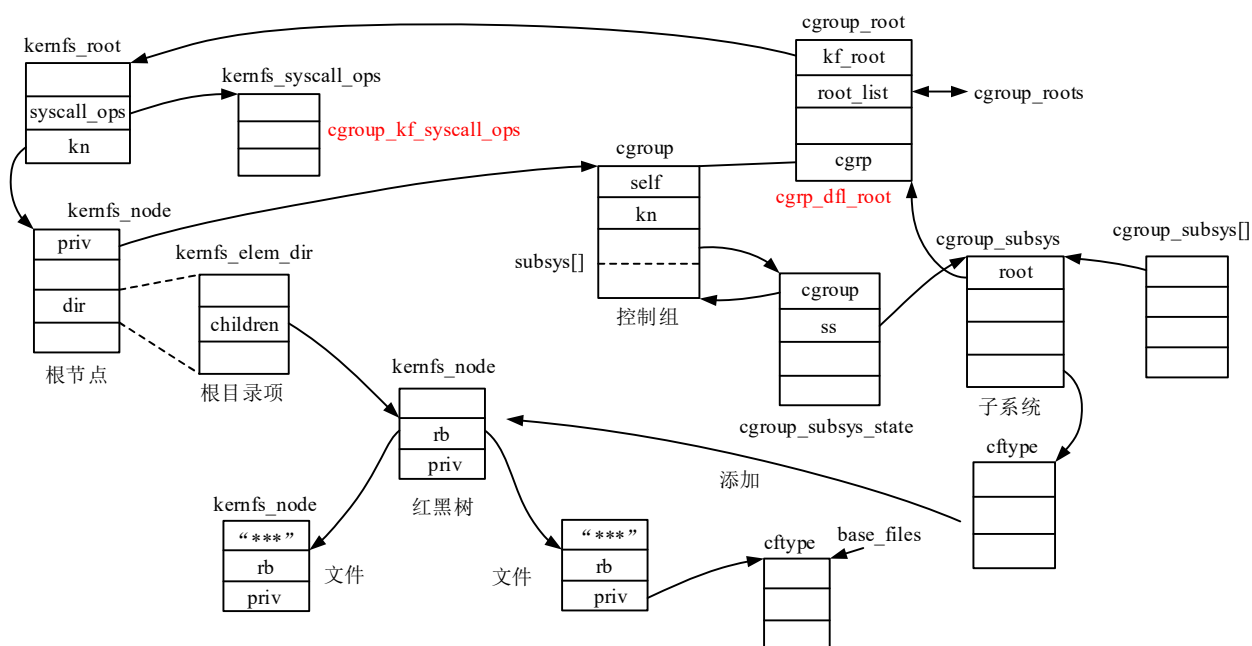 cgroup_root
kernfs_root
kf_root
kernfs_syscall_ops
root_list
cgroup_roots
syscall_ops
cgroup_kf_syscall_ops
kn
cgroup
cgrp
self
cgrp_dfl_root
kernfs_node
kn
priv
kernfs_elem_dir
cgroup_subsys
cgroup_subsys[]
subsys[]
root
cgroup
dir
children
控制组
ss
根节点
根目录项
kernfs_node
子系统
cgroup_subsys_state
rb
cftype
priv
添加
红黑树
kernfs_node
“***”
“***”
base_files
cftype
rb
文件
rb
文件
priv
priv